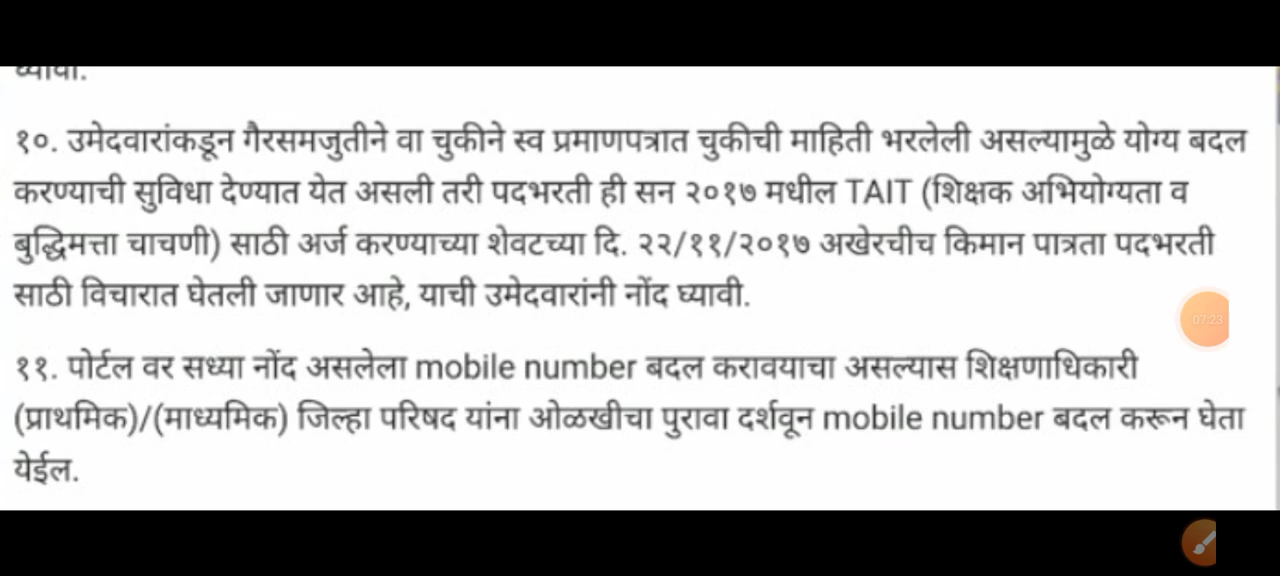 घ्यावी.
१०. उमेदवारांकडून गैरसमजुतीने वा चुकीने स्व प्रमाणपत्रात चुकीची माहिती भरलेली असल्यामुळे योग्य बदल
करण्याची सुविधा देण्यात येत असली तरी पदभरती ही सन २०१७ मधील TAIT (शिक्षक अभियोग्यता व
बुद्धिमत्ता चाचणी) साठी अर्ज करण्याच्या शेवटच्या दि. २२/११/२०१७ अखेरचीच किमान पात्रता पदभरती
साठी विचारात घेतली जाणार आहे, याची उमेदवारांनी नोंद घ्यावी.
07:23
११. पोर्टल वर सध्या नोंद असलेला mobile number बदल करावयाचा असल्यास शिक्षणाधिकारी
(प्राथमिक)/(माध्यमिक) जिल्हा परिषद यांना ओळखीचा पुरावा दर्शवून mobile number बदल करून घेता
येईल.